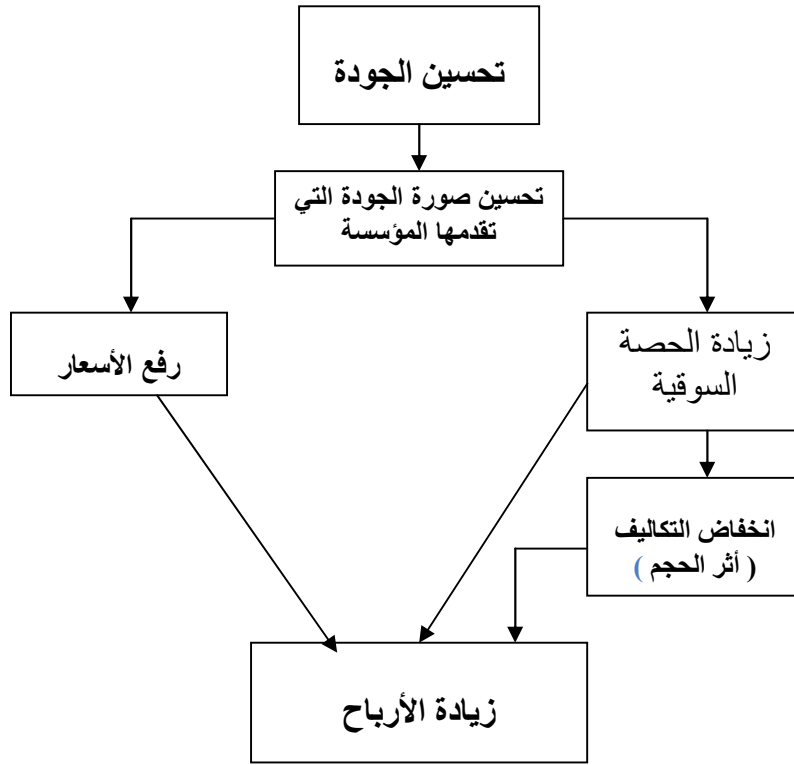 تحسين الجودة
تحسين صورة الجودة التي
تقدمها المؤسسة
رفع الأسعار
زيادة الحصة
السوقية
انخفاض التكاليف
( أثر الحجم )
زيادة الأرباح